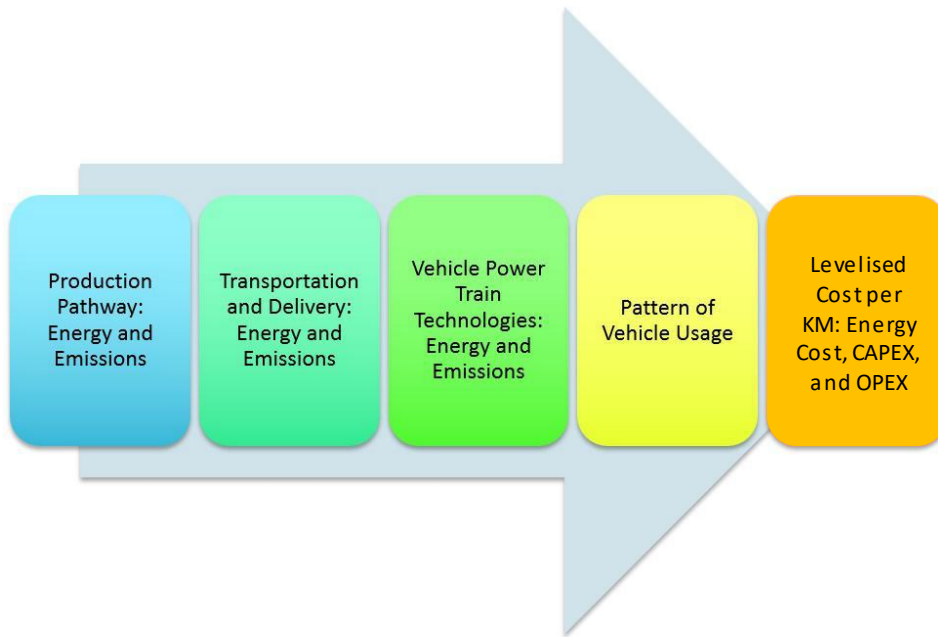 Production
Pathway:
Energy and
Emissions
Transportation
and Delivery:
Energy and
Emissions
Vehicle Power
Train
Technologies:
Energy and
Emissions
Pattern of
Vehicle Usage
Levelised
Cost per
KM: Energy
Cost, CAPEX,
and OPEX